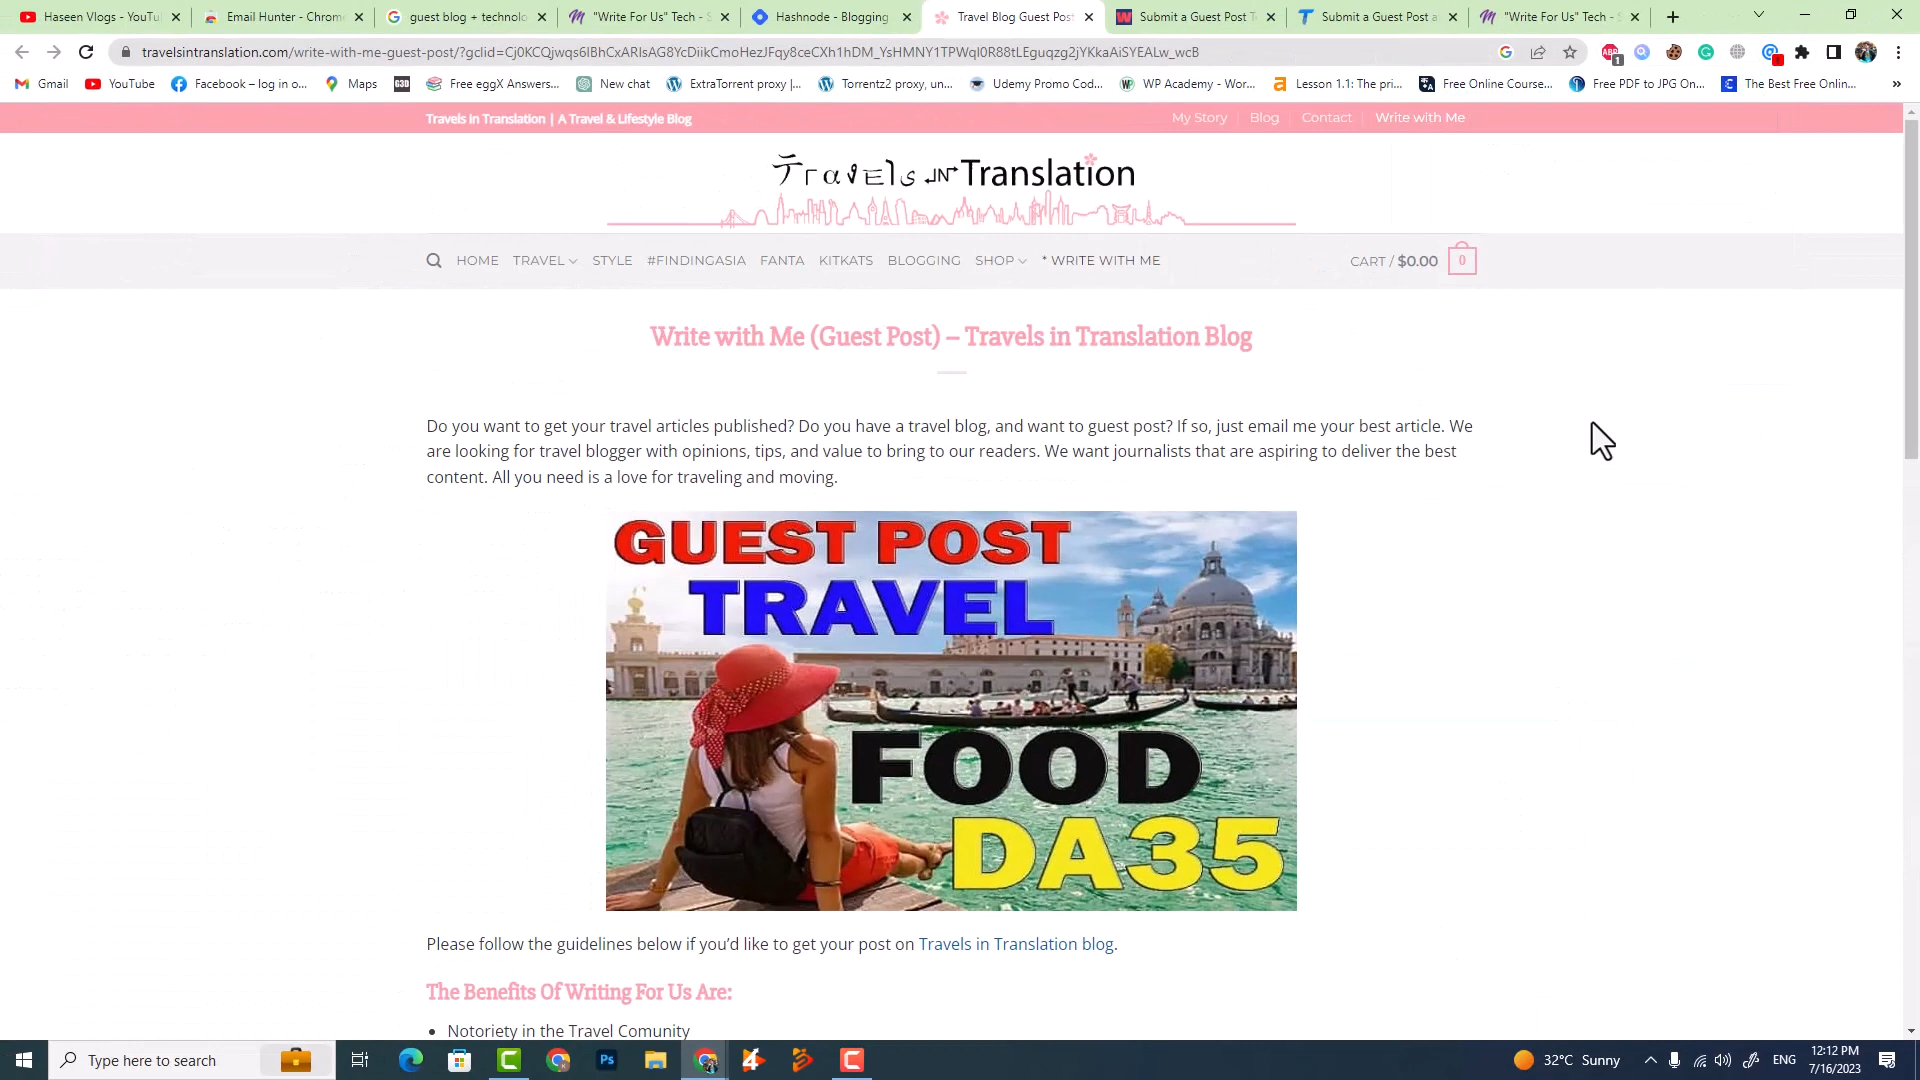 Haseen Vlogs - YouTu
Email Hunter - Chrome
guest blog + technolo
"Write For Us" Tech - S
Hashnode - Blogging
Travel Blog Guest Post
Submit a Guest Post T
Submit a Guest Post a
"Write For Us" Tech - S
travelsintranslation.com/write-with-me-guest-post/?gclid=Cj0KCQjwqs6lBhCxARIsAG8YcDiikCmoHezJFqy8ceCXh1hDM_YsHMNY1TPWqI0R88tLEguqzg2jYKkaAiSYEALw_wcB
Gmail
YouTube
Facebook – log in o...
Maps
Free eggX Answers...
New chat
ExtraTorrent proxy |...
Torrentz2 proxy, un...
Udemy Promo Cod...
WP Academy - Wor...
Lesson 1.1: The pri...
Free Online Course...
Free PDF to JPG On...
The Best Free Onlin...
Travels in Translation | A Travel & Lifestyle Blog
My Story
Blog
Contact
Write with Me
Translation
HOME
TRAVEL
STYLE
#FINDINGASIA
FANTA
KITKATS
BLOGGING
SHOP
* WRITE WITH ME
CART / $0.00
0
Write with Me (Guest Post) – Travels in Translation Blog
Do you want to get your travel articles published? Do you have a travel blog, and want to guest post? If so, just email me your best article. We
are looking for travel blogger with opinions, tips, and value to bring to our readers. We want journalists that are aspiring to deliver the best
content. All you need is a love for traveling and moving.
GUEST POST
TRAVEL
FOOD
DA35
Please follow the guidelines below if you'd like to get your post on Travels in Translation blog.
The Benefits Of Writing For Us Are:
• Notoriety in the Travel Comunity
Type here to search
32°C Sunny
ENG
12:12 PM
7/16/2023